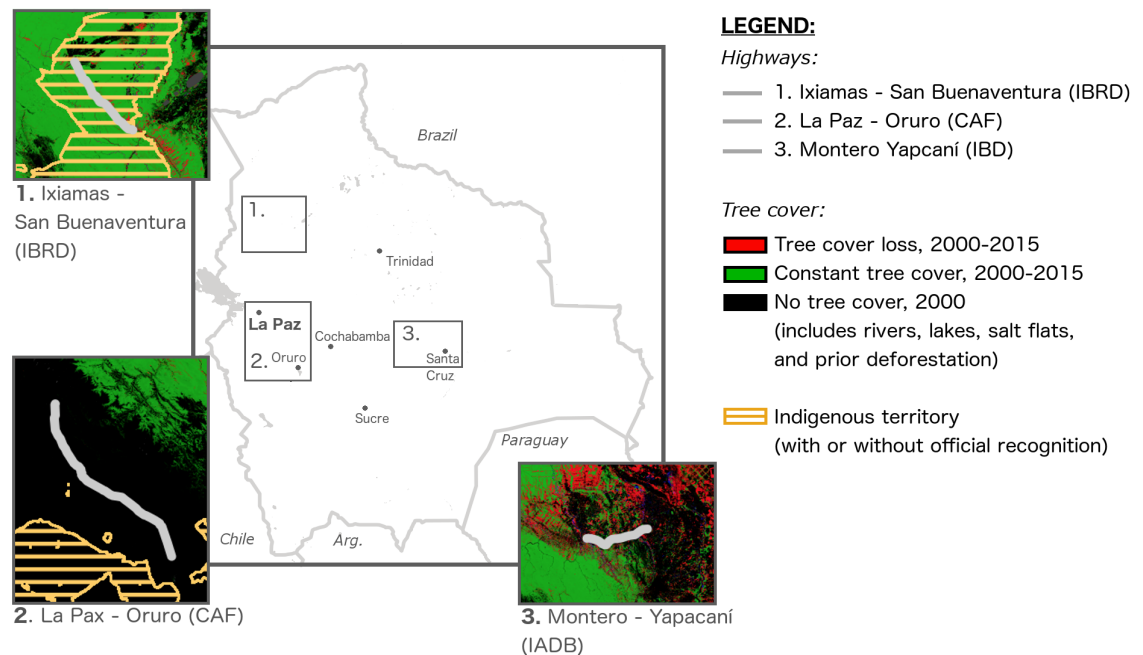 LEGEND:
Highways:
1. Ixiamas - San Buenaventura (IBRD)
2. La Paz - Oruro (CAF)
3. Montero Yapcaní (IBD)
Tree cover:
Tree cover loss, 2000-2015
Constant tree cover, 2000-2015
No tree cover, 2000
(includes rivers, lakes, salt flats,
and prior deforestation)
Indigenous territory
(with or without official recognition)
Brazil
1. Ixiamas -
San Buenaventura
(IBRD)
1.
Trinidad
La Paz
Cochabamba
3.
2. Oruro
Santa
Cruz
Sucre
Paraguay
Chile
Arg.
2. La Pax - Oruro (CAF)
3. Montero - Yapacaní
(IADB)